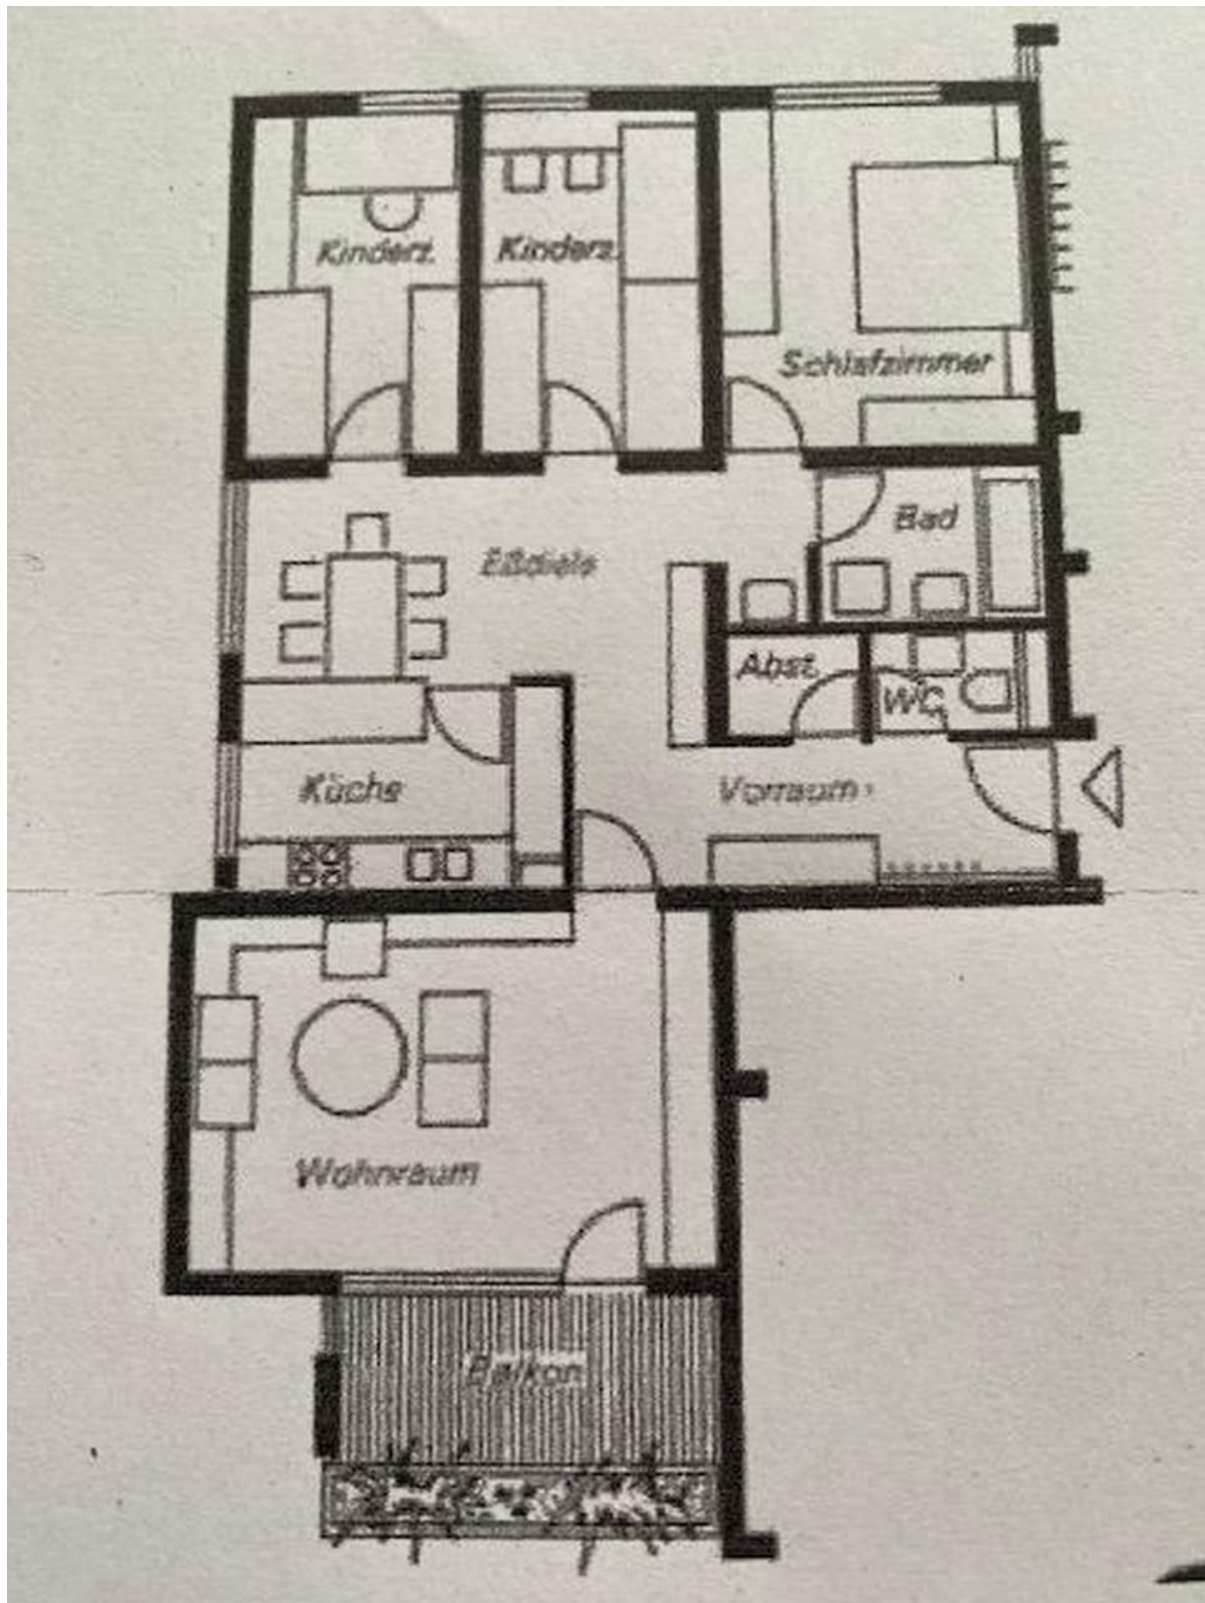 Kinderz.
Kinderz.
Schlafzimmer
Bad
Eßdiele
Abst.
WC
Küche
Vorraum
Wohnraum
Balkon